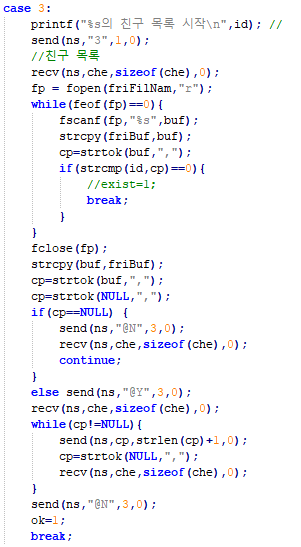 case 3:
printf("%s의 친구 목록 시작\n",id); //
send(ns,"3",1,0);
//친구 목록
recv(ns,che,sizeof(che),0);
fp = fopen(friFilNam,"r");
while(feof(fp)==0){
fscanf(fp,"%s",buf);
strcpy(friBuf,buf);
cp=strtok(buf,",");
if(strcmp(id,cp)==0){
//exist=1;
break;
}
}
fclose(fp);
strcpy(buf,friBuf);
cp=strtok(buf,",");
cp=strtok(NULL,",");
if(cp==NULL) {
send(ns,"@N",3,0);
recv(ns,che,sizeof(che),0);
continue;
}
else send(ns,"@Y",3,0);
recv(ns,che,sizeof(che),0);
while(cp!=NULL){
send(ns,cp,strlen(cp)+1,0);
cp=strtok(NULL,",");
recv(ns,che,sizeof(che),0);
}
send(ns,"@N",3,0);
ok=1;
break;